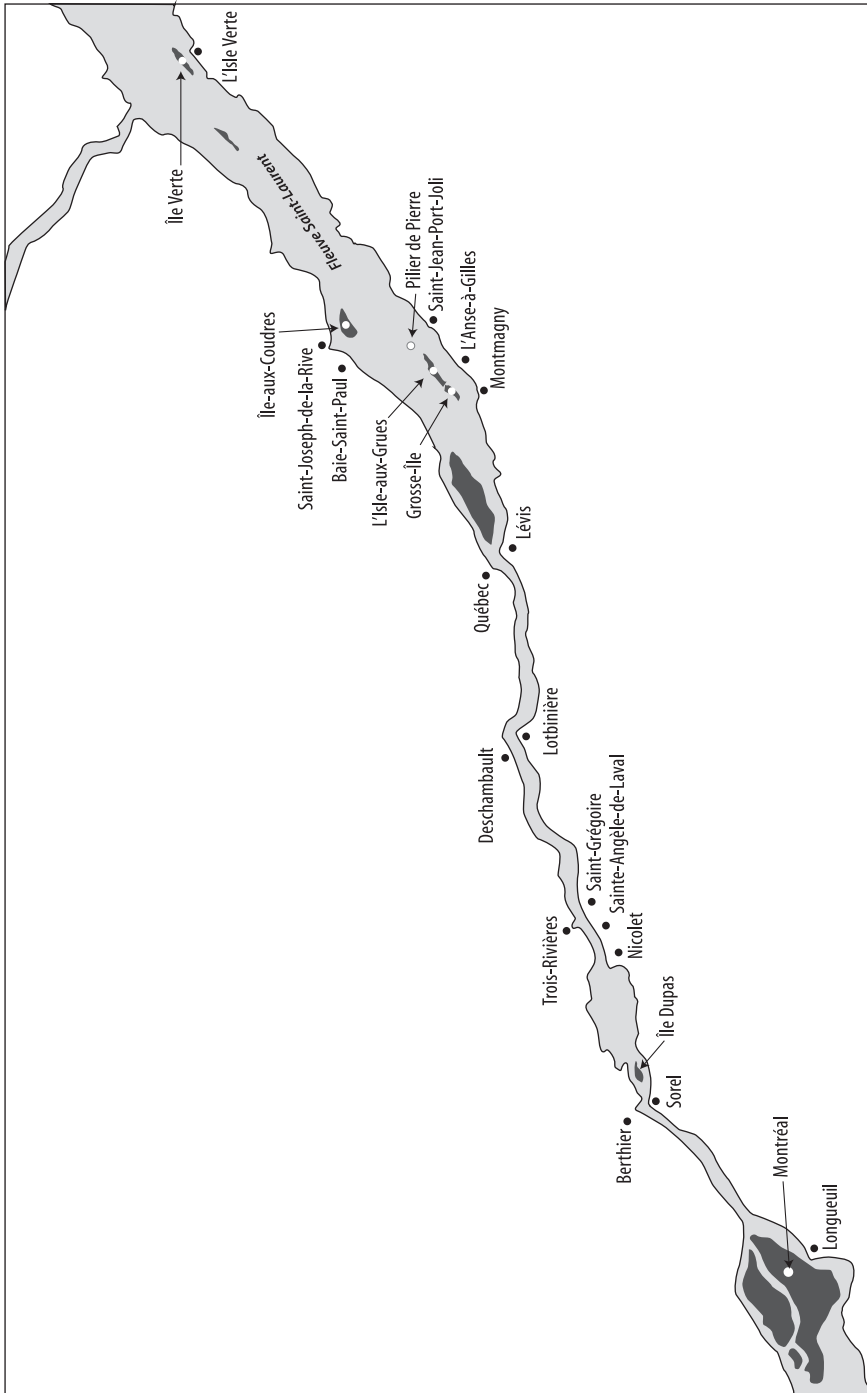 L'Isle Verte
Île Verte
Fleuve Saint-Laurent
Île-aux-Coudres
Saint-Joseph-de-la-Rive
Baie-Saint-Paul
L'Isle-aux-Grues
Grosse-Île
Pilier de Pierre
Saint-Jean-Port-Joli
L'Anse-à-Gilles
Montmagny
Québec
Lévis
Deschambault
Lotbinière
Trois-Rivières
Saint-Grégoire
Sainte-Angèle-de-Laval
Nicolet
Île Dupas
Berthier
Sorel
Montréal
Longueuil